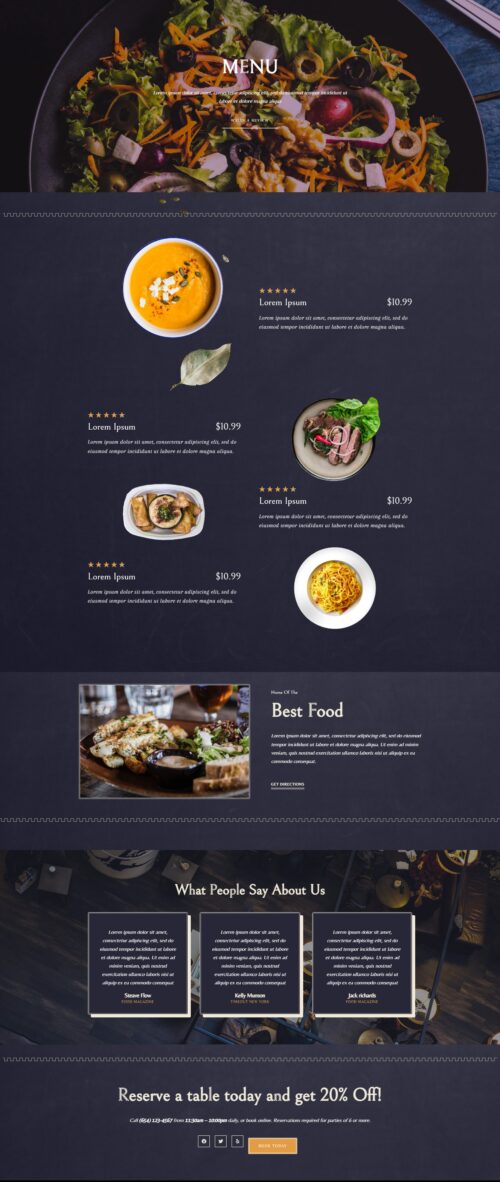 MENU
Lorem ipsum dolor sit amet, consectetur adipiscing elit, sed do eiusmod tempor incididunt ut
labore et dolore magna aliqua
WRITE A REVIEW
Lorem Ipsum $10.99
Lorem ipsum dolor sit amet, consectetur adipiscing elit, sed do
eiusmod tempor incididunt ut labore et dolore magna aliqua.
Lorem Ipsum $10.99
Lorem ipsum dolor sit amet, consectetur adipiscing elit, sed do
eiusmod tempor incididunt ut labore et dolore magna aliqua.
Lorem Ipsum $10.99
Lorem ipsum dolor sit amet, consectetur adipiscing elit, sed do
eiusmod tempor incididunt ut labore et dolore magna aliqua.
Lorem Ipsum $10.99
Lorem ipsum dolor sit amet, consectetur adipiscing elit, sed do
eiusmod tempor incididunt ut labore et dolore magna aliqua.
Home Of The
Best Food
Lorem ipsum dolor sit amet, consectetur adipiscing elit, sed do eiusmod
tempor incididunt ut labore et dolore magna aliqua. Ut enim ad minim
veniam, quis nostrud exercitation ullamco laboris nisi ut aliquip ex ea
commodo consequat.
GET DIRECTIONS
What People Say About Us
Lorem ipsum dolor sit amet,
consectetur adipiscing elit, sed do
eiusmod tempor incididunt ut labore
et dolore magna aliqua. Ut enim ad
minim veniam, quis nostrud
exercitation ullamco laboris nisi ut
aliquip ex ea commodo consequat
Steave Flow
FOOD MAGAZINE
Lorem ipsum dolor sit amet,
consectetur adipiscing elit, sed do
eiusmod tempor incididunt ut labore
et dolore magna aliqua. Ut enim ad
minim veniam, quis nostrud
exercitation ullamco laboris nisi ut
aliquip ex ea commodo consequat
Kelly Munson
TIMEOUT NEW YORK
Lorem ipsum dolor sit amet,
consectetur adipiscing elit, sed do
eiusmod tempor incididunt ut labore
et dolore magna aliqua. Ut enim ad
minim veniam, quis nostrud
exercitation ullamco laboris nisi ut
aliquip ex ea commodo consequat
Jack richards
FOOD MAGAZINE
Reserve a table today and get 20% Off!
Call (654) 123-4567 from 11:30am – 10:00pm daily, or book online. Reservations required for parties of 6 or more.
BOOK TODAY